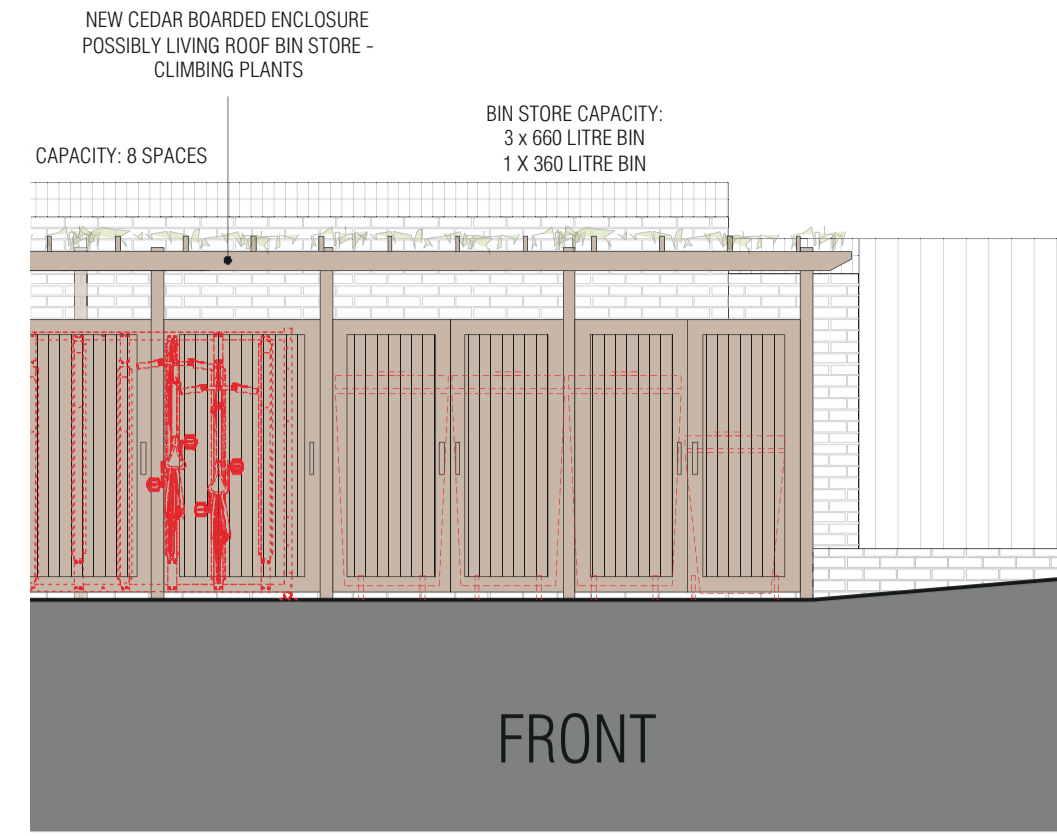 NEW CEDAR BOARDED ENCLOSURE
POSSIBLY LIVING ROOF BIN STORE -
CLIMBING PLANTS
BIN STORE CAPACITY:
3 x 660 LITRE BIN
1 X 360 LITRE BIN
CAPACITY: 8 SPACES
FRONT